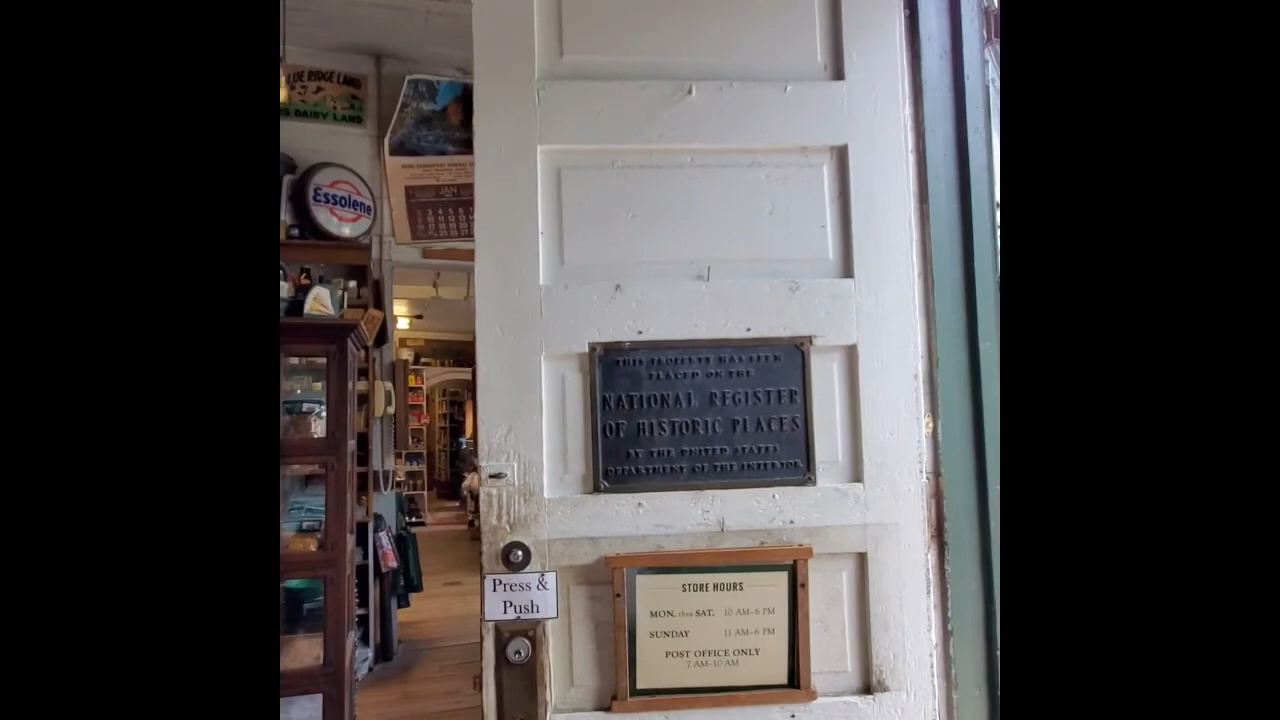 LUE RIDGE LAND
DAIRY LAND
Essolene
JAN
THIS PROPERTY HAS BEEN
PLACED ON THE
NATIONAL REGISTER
OF HISTORIC PLACES
BY THE UNITED STATES
DEPARTMENT OF THE INTERIOR
Press &
Push
STORE HOURS
MON. thru SAT. 10 AM-6 PM
SUNDAY 11 AM-6 PM
POST OFFICE ONLY
7 AM-10 AM